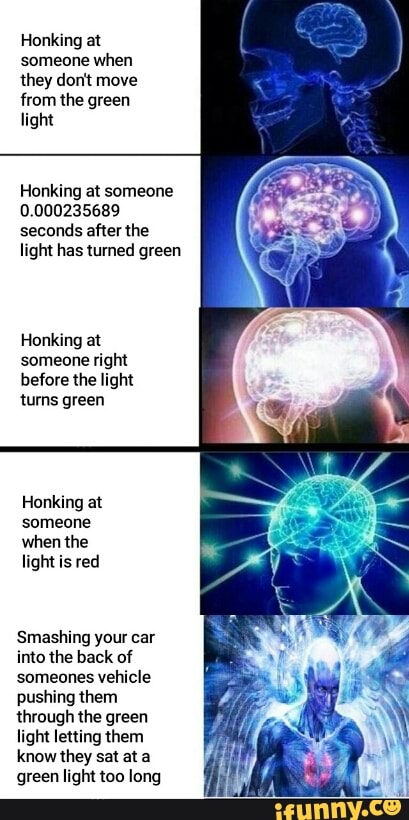 Honking at
someone when
they don't move
from the green
light
Honking at someone
0.000235689
seconds after the
light has turned green
Honking at
someone right
before the light
turns green
Honking at
someone
when the
light is red
Smashing your car
into the back of
someones vehicle
pushing them
through the green
light letting them
know they sat at a
green light too long
ifunny.co